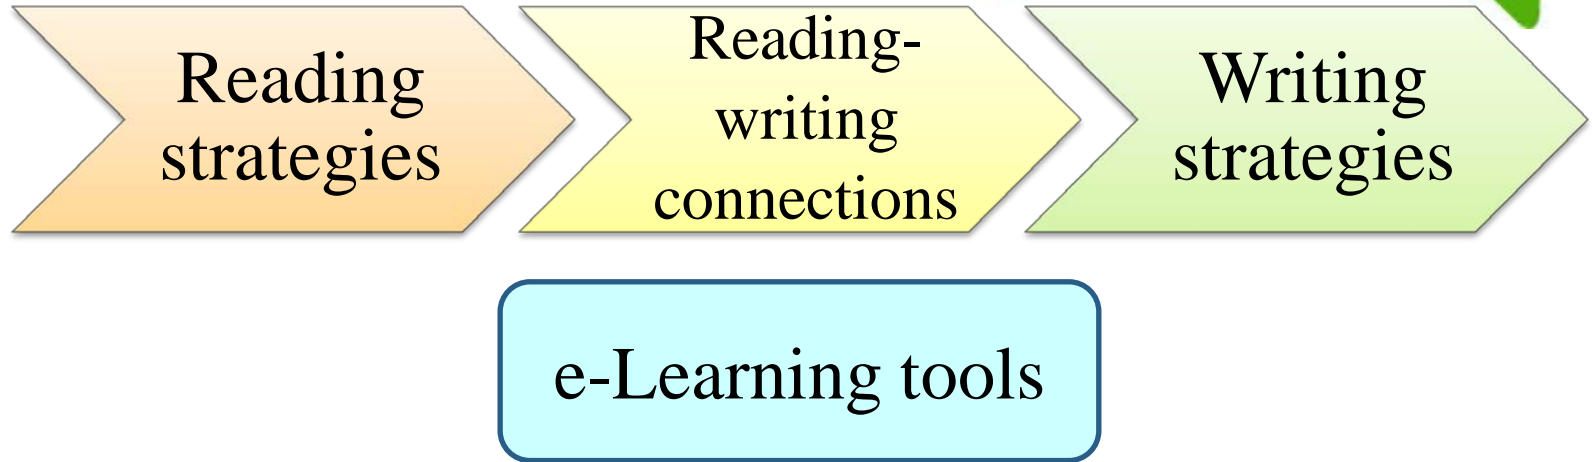 Reading
strategies
Reading-
writing
connections
Writing
strategies
e-Learning tools